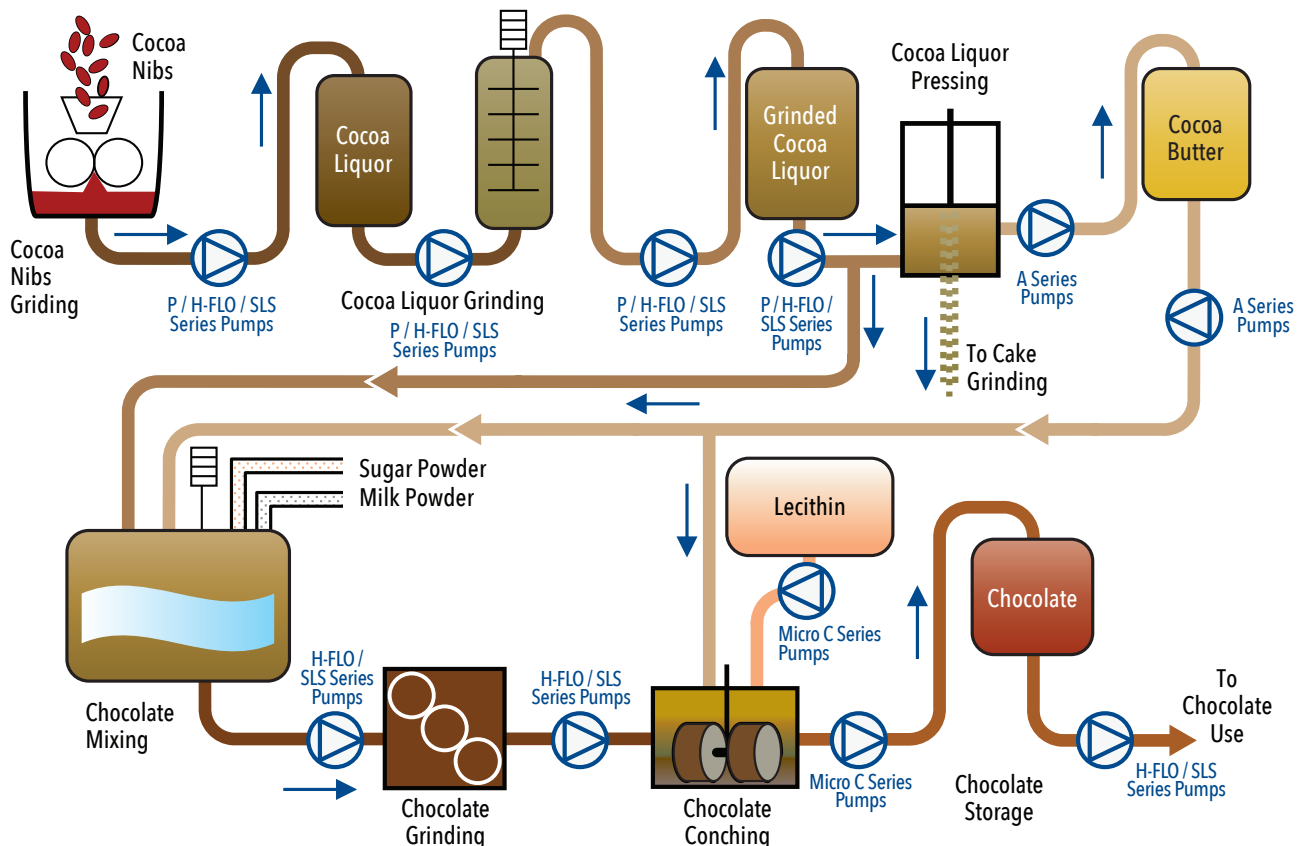 Cocoa
Nibs
Cocoa
Nibs
Griding
P / H-FLO / SLS
Series Pumps
Cocoa
Liquor
Cocoa Liquor Grinding
P / H-FLO / SLS
Series Pumps
P / H-FLO / SLS
Series Pumps
Grinded
Cocoa
Liquor
P / H-FLO /
SLS Series
Pumps
Cocoa Liquor
Pressing
To Cake
Grinding
A Series
Pumps
Cocoa
Butter
A Series
Pumps
Sugar Powder
Milk Powder
Chocolate
Mixing
H-FLO /
SLS Series
Pumps
Chocolate
Grinding
H-FLO / SLS
Series Pumps
Lecithin
Micro C Series
Pumps
Chocolate
Conching
Micro C Series
Pumps
Chocolate
Chocolate
Storage
H-FLO / SLS
Series Pumps
To
Chocolate
Use